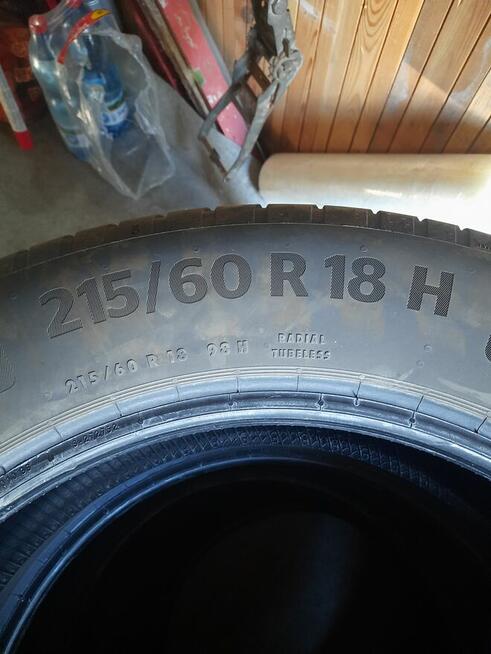 215/60 R 18 H
215/60 R 18 98 H
RADIAL
TUBELESS